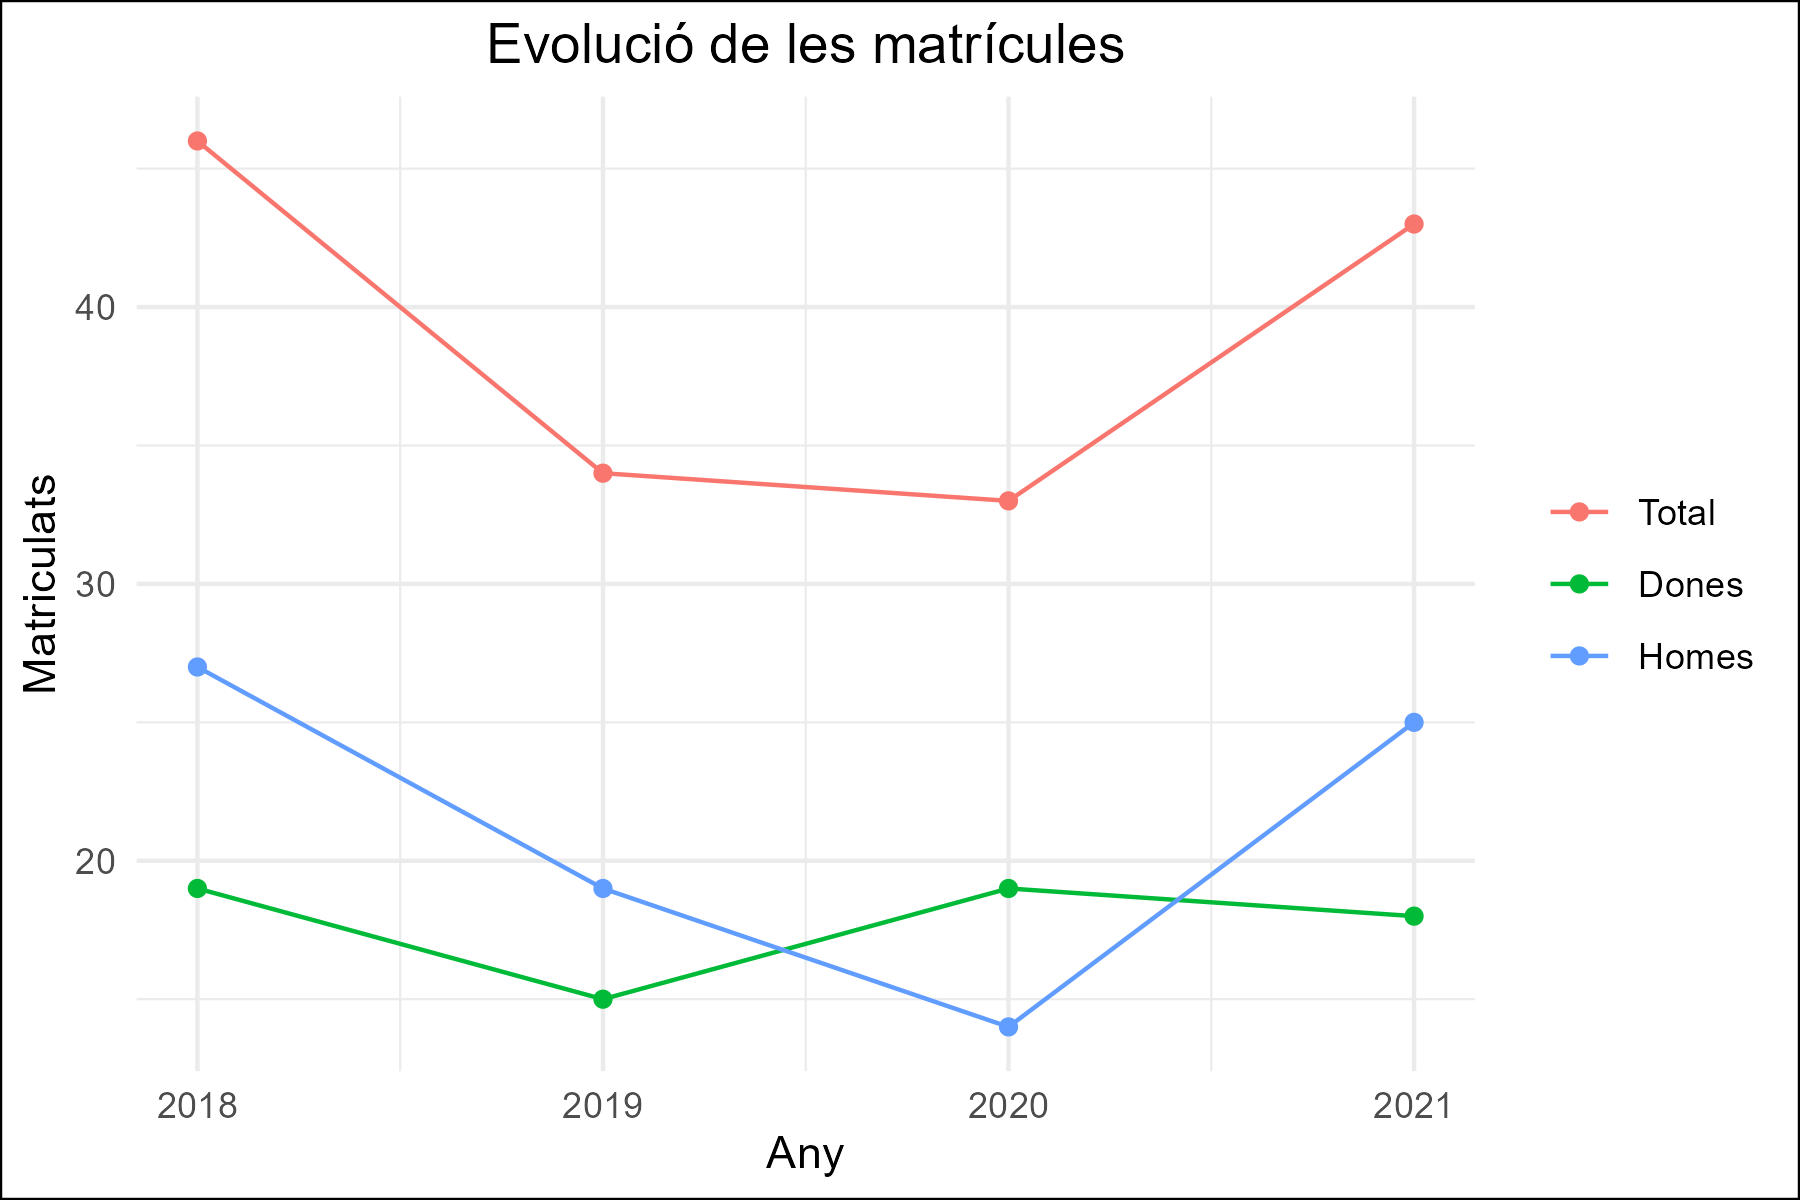 Evolució de les matrícules
Matriculats
40
30
20
2018
2019
2020
2021
Any
Total
Dones
Homes